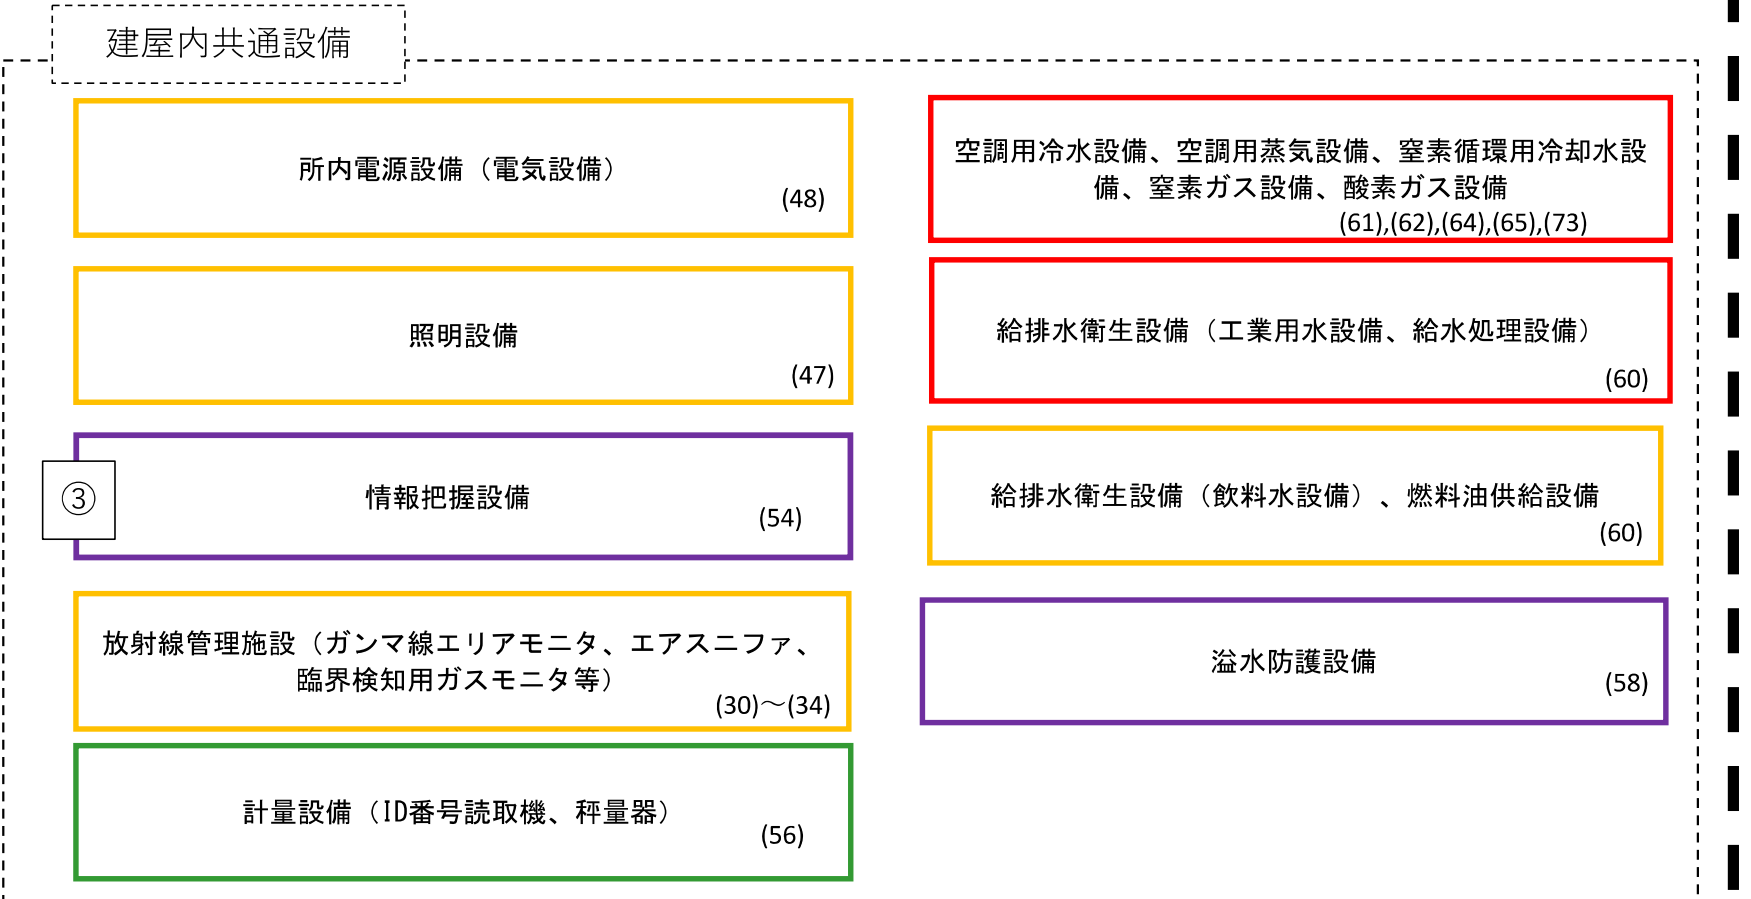 建屋内共通設備
所内電源設備（電気設備）
(48)
照明設備
(47)
③
情報把握設備
(54)
放射線管理施設（ガンマ線エリアモニタ、エアスニファ、
臨界検知用ガスモニタ等）
(30)～(34)
計量設備（ID番号読取機、秤量器）
(56)
空調用冷水設備、空調用蒸気設備、窒素循環用冷却水設
備、窒素ガス設備、酸素ガス設備
(61),(62),(64),(65),(73)
給排水衛生設備（工業用水設備、給水処理設備）
(60)
給排水衛生設備（飲料水設備）、燃料油供給設備
(60)
溢水防護設備
(58)